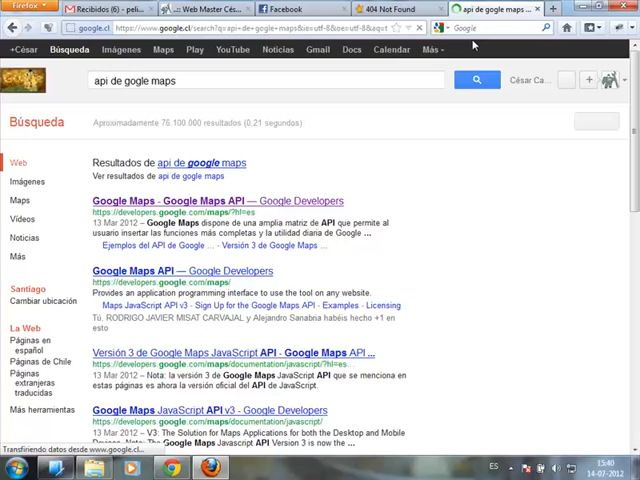 Firefox
Recibidos (6) - peli...
.:: Web Master Cés...
Facebook
404 Not Found
api de gogle maps ...
google.cl
https://www.google.cl/search?q=api+de+gogle+maps&ie=utf-8&oe=utf-8&aq=t
Google
+César
Búsqueda
Imágenes
Maps
Play
YouTube
Noticias
Gmail
Docs
Calendar
Más
api de gogle maps
César Ca...
Búsqueda
Aproximadamente 76.100.000 resultados (0,21 segundos)
Web
Imágenes
Maps
Vídeos
Noticias
Más
Santiago
Cambiar ubicación
La Web
Páginas en
español
Páginas de Chile
Páginas
extranjeras
traducidas
Más herramientas
Resultados de api de google maps
Ver resultados de api de gogle maps
Google Maps - Google Maps API — Google Developers
https://developers.google.com/maps/?hl=es
13 Mar 2012 – Google Maps dispone de una amplia matriz de API que permite al
usuario insertar las funciones más completas y la utilidad diaria de Google ...
Ejemplos del API de Google ... - Versión 3 de Google Maps ...
Google Maps API — Google Developers
https://developers.google.com/maps/
Provides an application programming interface to use the tool on any website.
Maps JavaScript API v3 - Sign Up for the Google Maps API - Examples - Licensing
Tú, RODRIGO JAVIER MISAT CARVAJAL y Alejandro Sanabria habéis hecho +1 en
esto
Versión 3 de Google Maps JavaScript API - Google Maps API ...
https://developers.google.com/maps/documentation/javascript/?hl=es
13 Mar 2012 – Nota: la versión 3 de Google Maps JavaScript API que se menciona en
estas páginas es ahora la versión oficial del API de JavaScript.
Google Maps JavaScript API v3 - Google Developers
https://developers.google.com/maps/documentation/javascript/
13 Mar 2012 – V3: The Solution for Maps Applications for both the Desktop and Mobile
Devices. Note: The Google Maps JavaScript API Version 3 is now the ...
Transfiriendo datos desde www.google.cl...
ES
15:40
14-07-2012